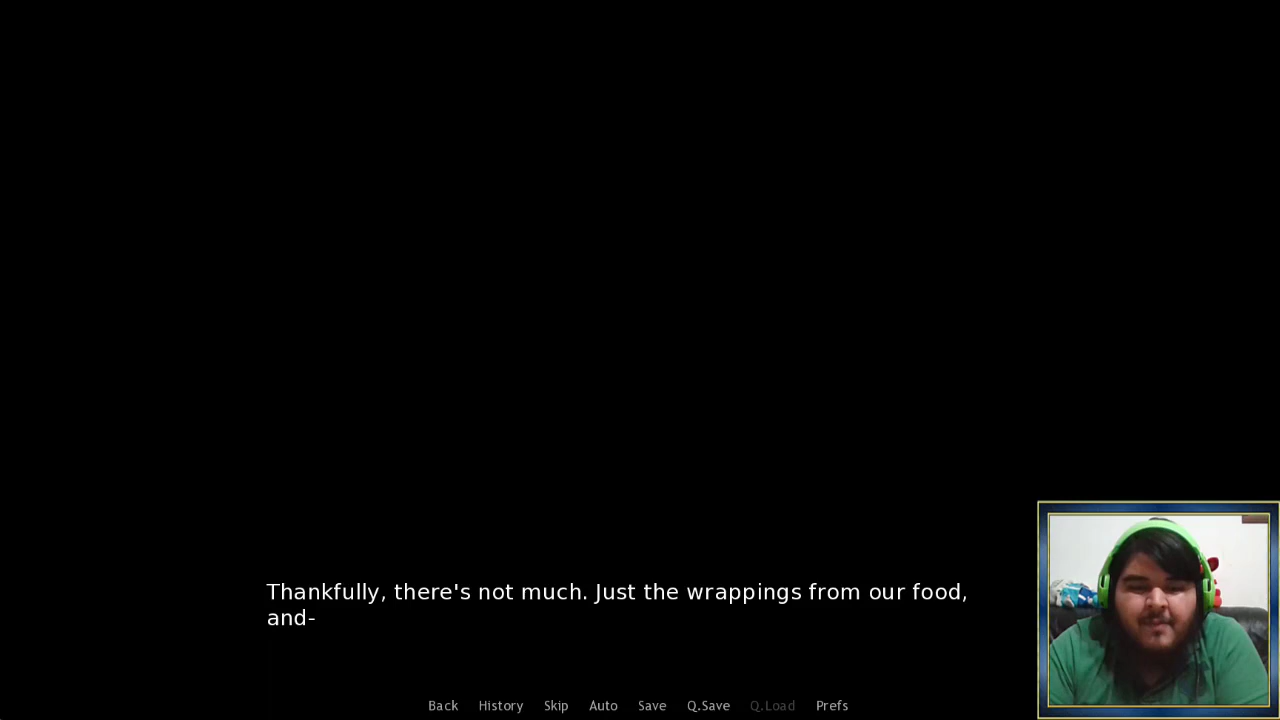 Thankfully, there's not much. Just the wrappings from our food,
and-
Back History Skip Auto Save Q.Save Q.Load Prefs